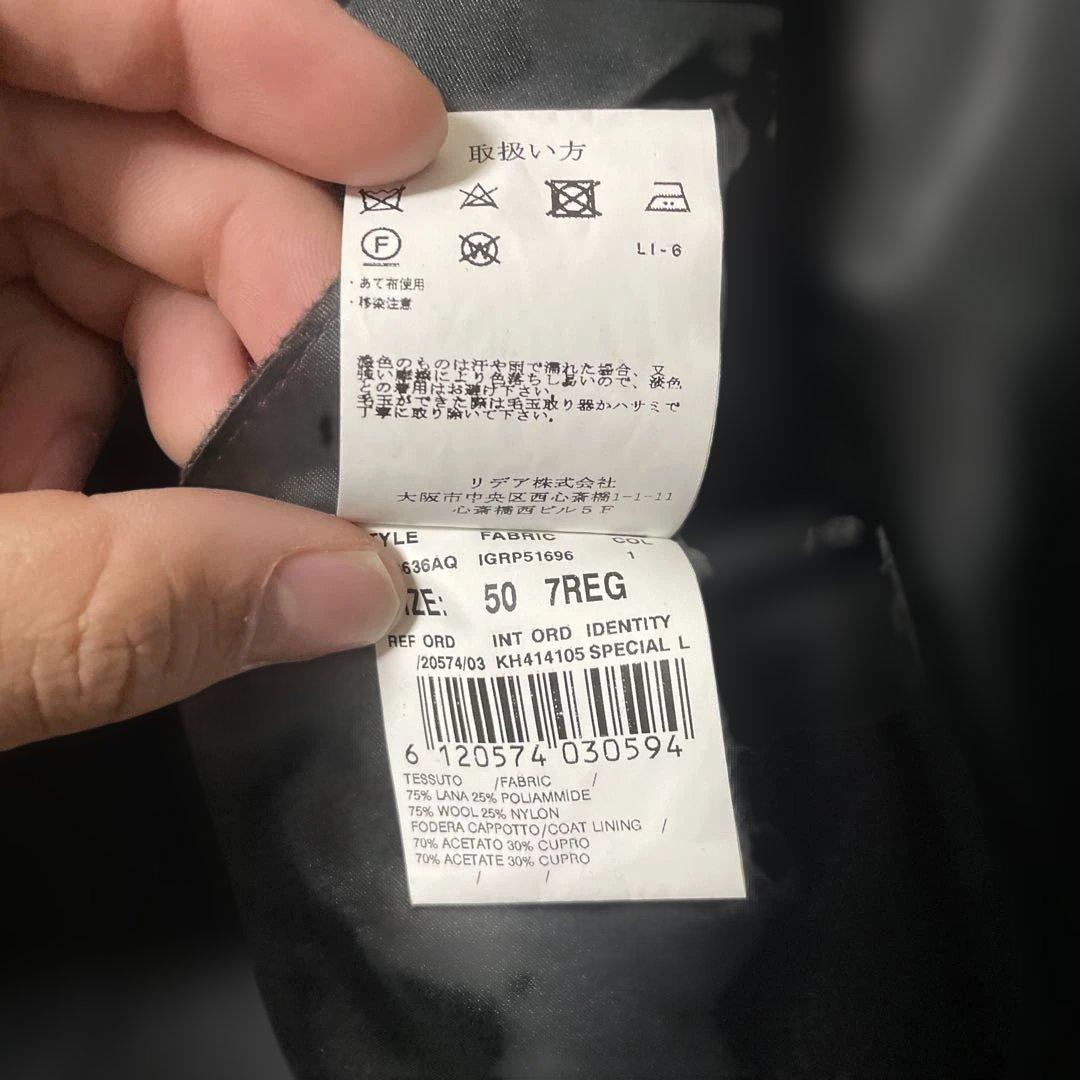 取扱い方
F
W
LI-6
・あて布使用
・移染注意
濃色のものは汗や雨で濡れた場合、又
強い摩擦により色落ちし易いので、淡色
との着用はお避け下さい。
毛玉ができた際は毛玉取り器かハサミで
丁寧に取り除いて下さい。
リデア株式会社
大阪市中央区西心斎橋1-1-11
心斎橋西ビル5F
TYLE FABRIC COL
636AQ IGRP51696 1
IZE: 50 7REG
REF ORD INT ORD IDENTITY
/20574/03 KH414105 SPECIAL L
6 120574 030594
TESSUTO /FABRIC /
75% LANA 25% POLIAMMIDE
75% WOOL 25% NYLON
FODERA CAPPOTTO/COAT LINING /
70% ACETATO 30% CUPRO
70% ACETATE 30% CUPRO
/ /